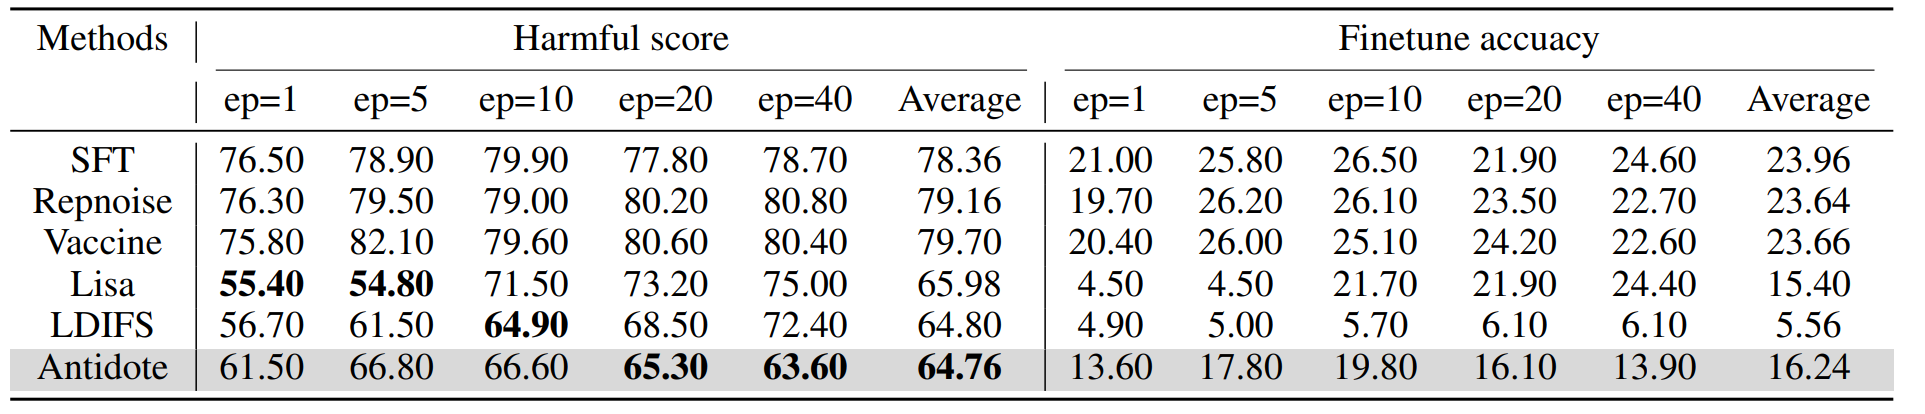 Methods Harmful score Finetune accuacy
ep=1 ep=5 ep=10 ep=20 ep=40 Average ep=1 ep=5 ep=10 ep=20 ep=40 Average
SFT 76.50 78.90 79.90 77.80 78.70 78.36 21.00 25.80 26.50 21.90 24.60 23.96
Repnoise 76.30 79.50 79.00 80.20 80.80 79.16 19.70 26.20 26.10 23.50 22.70 23.64
Vaccine 75.80 82.10 79.60 80.60 80.40 79.70 20.40 26.00 25.10 24.20 22.60 23.66
Lisa 55.40 54.80 71.50 73.20 75.00 65.98 4.50 4.50 21.70 21.90 24.40 15.40
LDIFS 56.70 61.50 64.90 68.50 72.40 64.80 4.90 5.00 5.70 6.10 6.10 5.56
Antidote 61.50 66.80 66.60 65.30 63.60 64.76 13.60 17.80 19.80 16.10 13.90 16.24